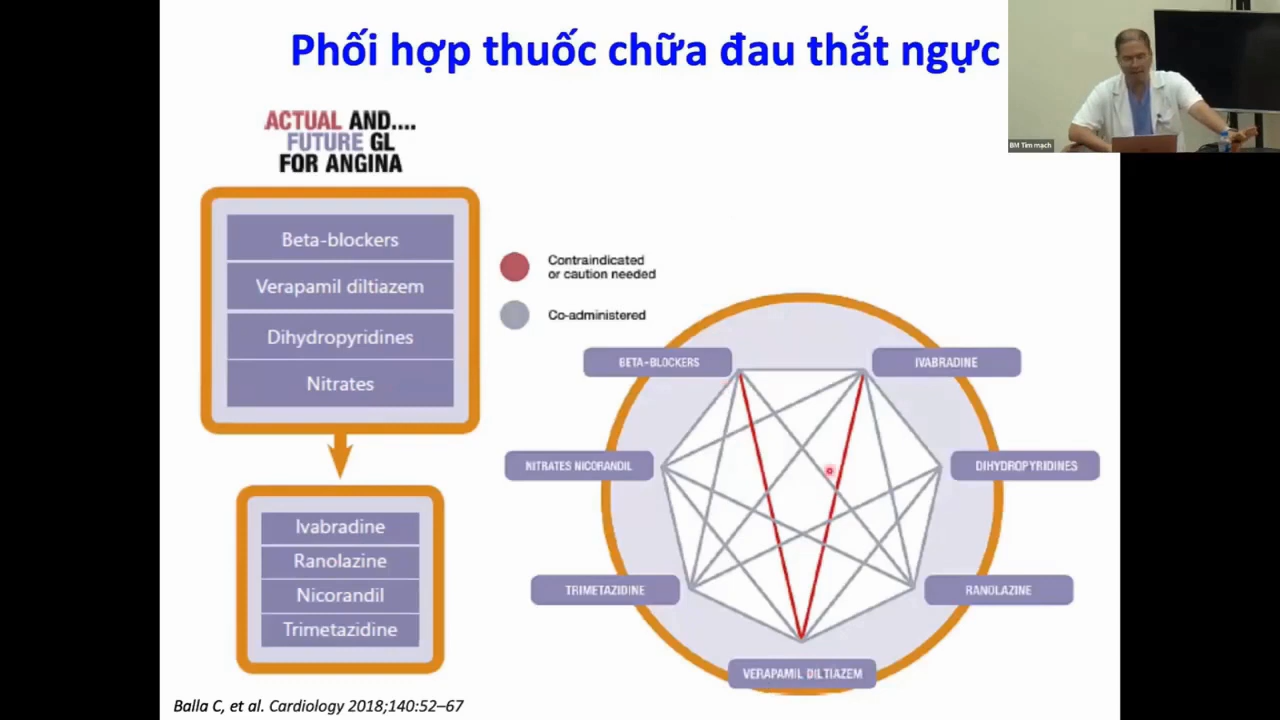 Phối hợp thuốc chữa đau thắt ngực
BM Tim mạch
ACTUAL AND....
FUTURE GL
FOR ANGINA
Beta-blockers
Verapamil diltiazem
Dihydropyridines
Nitrates
Ivabradine
Ranolazine
Nicorandil
Trimetazidine
Contraindicated
or caution needed
Co-administered
BETA-BLOCKERS
IVABRADINE
NITRATES NICORANDIL
DIHYDROPYRIDINES
TRIMETAZIDINE
RANOLAZINE
VERAPAMIL DILTIAZEM
Balla C, et al. Cardiology 2018;140:52–67